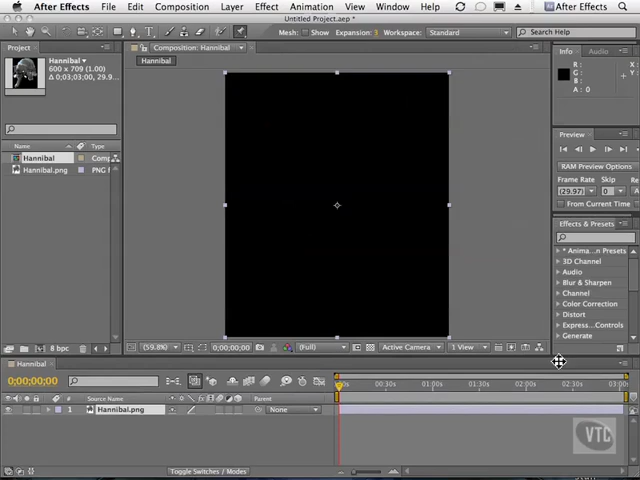 After Effects File Edit Composition Layer Effect Animation View Window After Effects
Untitled Project.aep *
Mesh: Show Expansion: 3 Workspace: Standard Search Help
Project
Composition: Hannibal
Info Audio
Hannibal
Hannibal▼
600 x 709 (1.00)
Δ 0;03;03;00, 29.9...
R:
G:
B:
A: 0
X:
Y:
Name Type
Hannibal Comp
Hannibal.png PNG f
Preview
RAM Preview Options
Frame Rate Skip R
(29.97) 0
From Current Time
Effects & Presets
* Anima...n Presets
3D Channel
Audio
Blur & Sharpen
Channel
Color Correction
Distort
Express...Controls
Generate
8 bpc
(59.8%) 0;00;00;00 (Full) Active Camera 1 View
Hannibal
0;00;00;00
00:30s 01:00s 01:30s 02:00s 02:30s 03:0
# Source Name Parent
1 Hannibal.png None
Toggle Switches / Modes
VTC